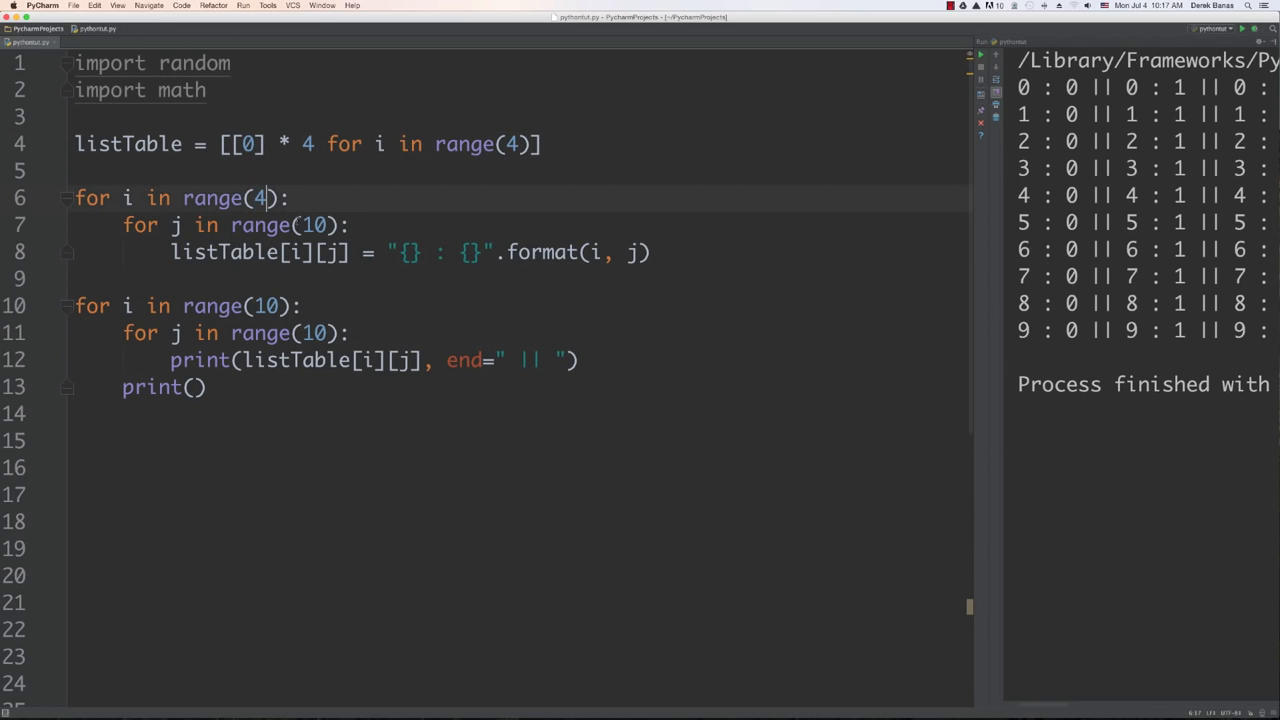 PyCharm File Edit View Navigate Code Refactor Run Tools VCS Window Help 10 Mon Jul 4 10:17 AM Derek Banas
pythontut.py - PycharmProjects - [~/PycharmProjects]
PycharmProjects pythontut.py pythontut
pythontut.py Run pythontut
1 import random
2 import math
3
4 listTable = [[0] * 4 for i in range(4)]
5
6 for i in range(4):
7 for j in range(10):
8 listTable[i][j] = "{} : {}".format(i, j)
9
10 for i in range(10):
11 for j in range(10):
12 print(listTable[i][j], end=" || ")
13 print()
14
15
16
17
18
19
20
21
22
23
24
/Library/Frameworks/Py
0 : 0 || 0 : 1 || 0 :
1 : 0 || 1 : 1 || 1 :
2 : 0 || 2 : 1 || 2 :
3 : 0 || 3 : 1 || 3 :
4 : 0 || 4 : 1 || 4 :
5 : 0 || 5 : 1 || 5 :
6 : 0 || 6 : 1 || 6 :
7 : 0 || 7 : 1 || 7 :
8 : 0 || 8 : 1 || 8 :
9 : 0 || 9 : 1 || 9 :
Process finished with
6:17 LF÷ UTF-8÷